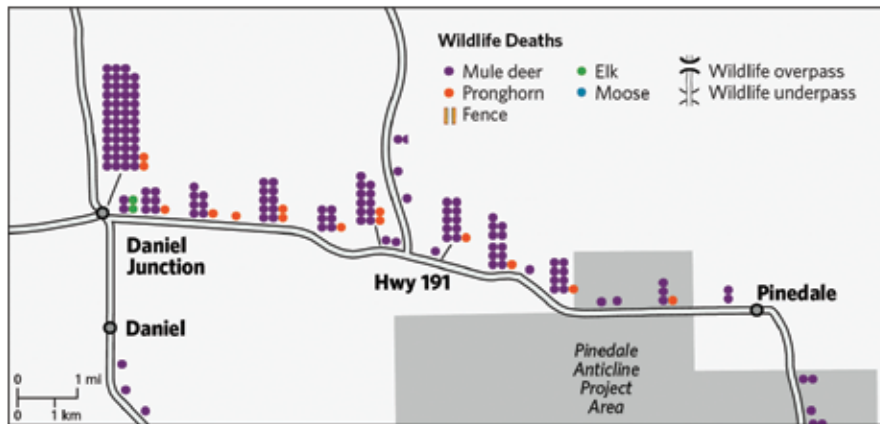 Wildlife Deaths
Mule deer
Elk
Wildlife overpass
Pronghorn
Moose
Wildlife underpass
Fence
Daniel
Junction
Hwy 191
Pinedale
Daniel
Pinedale
Anticline
Project
Area
0 1 mi
0 1 km